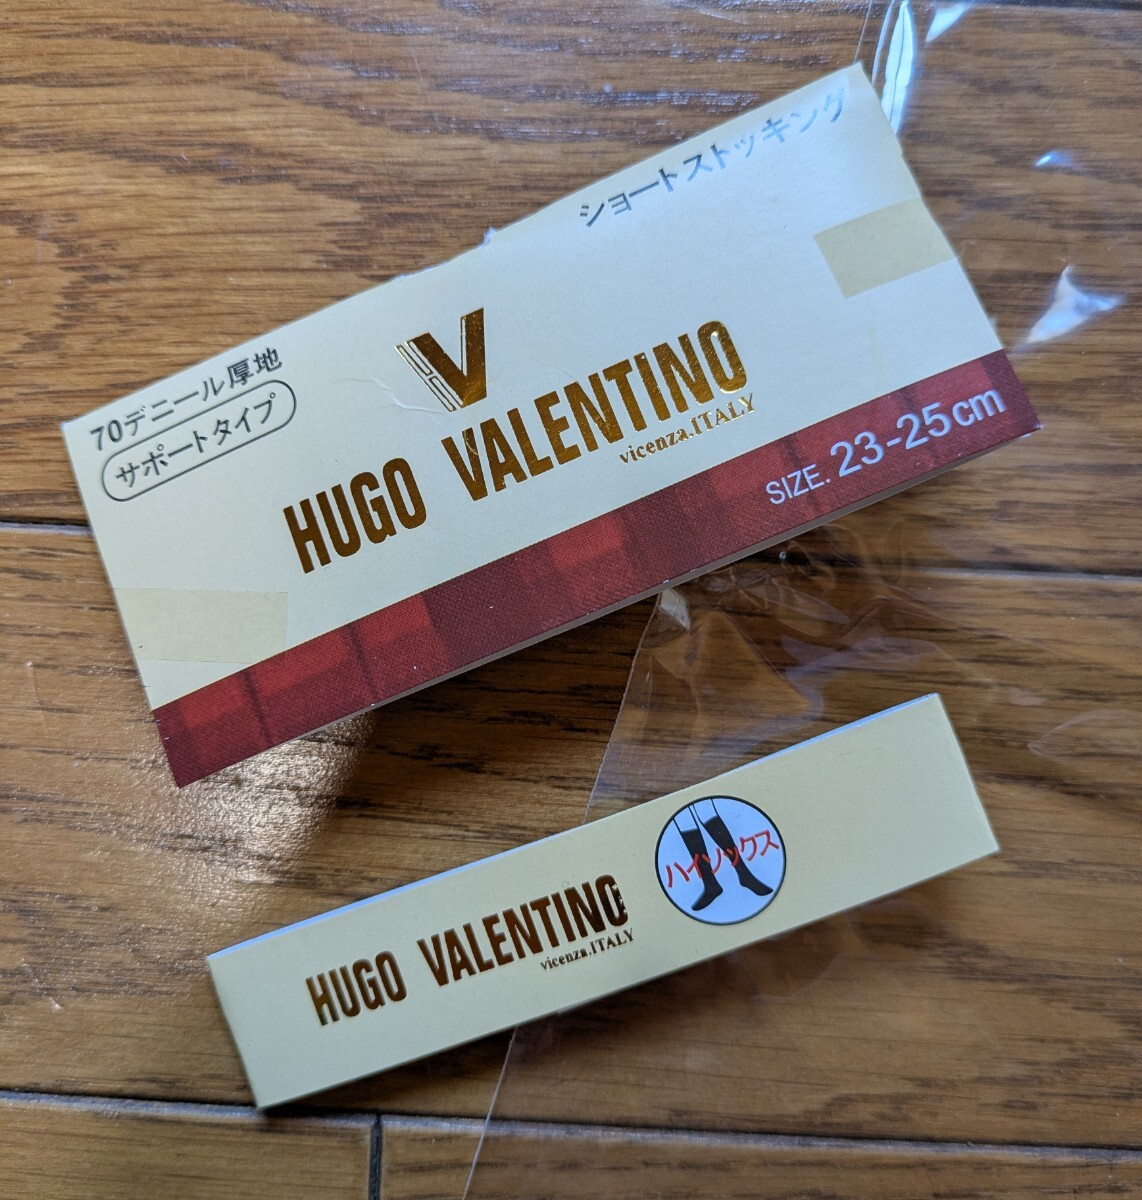 ショートストッキング
70デニール厚地
サポートタイプ
V
HUGO VALENTINO
vicenza.ITALY
SIZE. 23-25cm
ハイソックス
HUGO VALENTINO
vicenza.ITALY